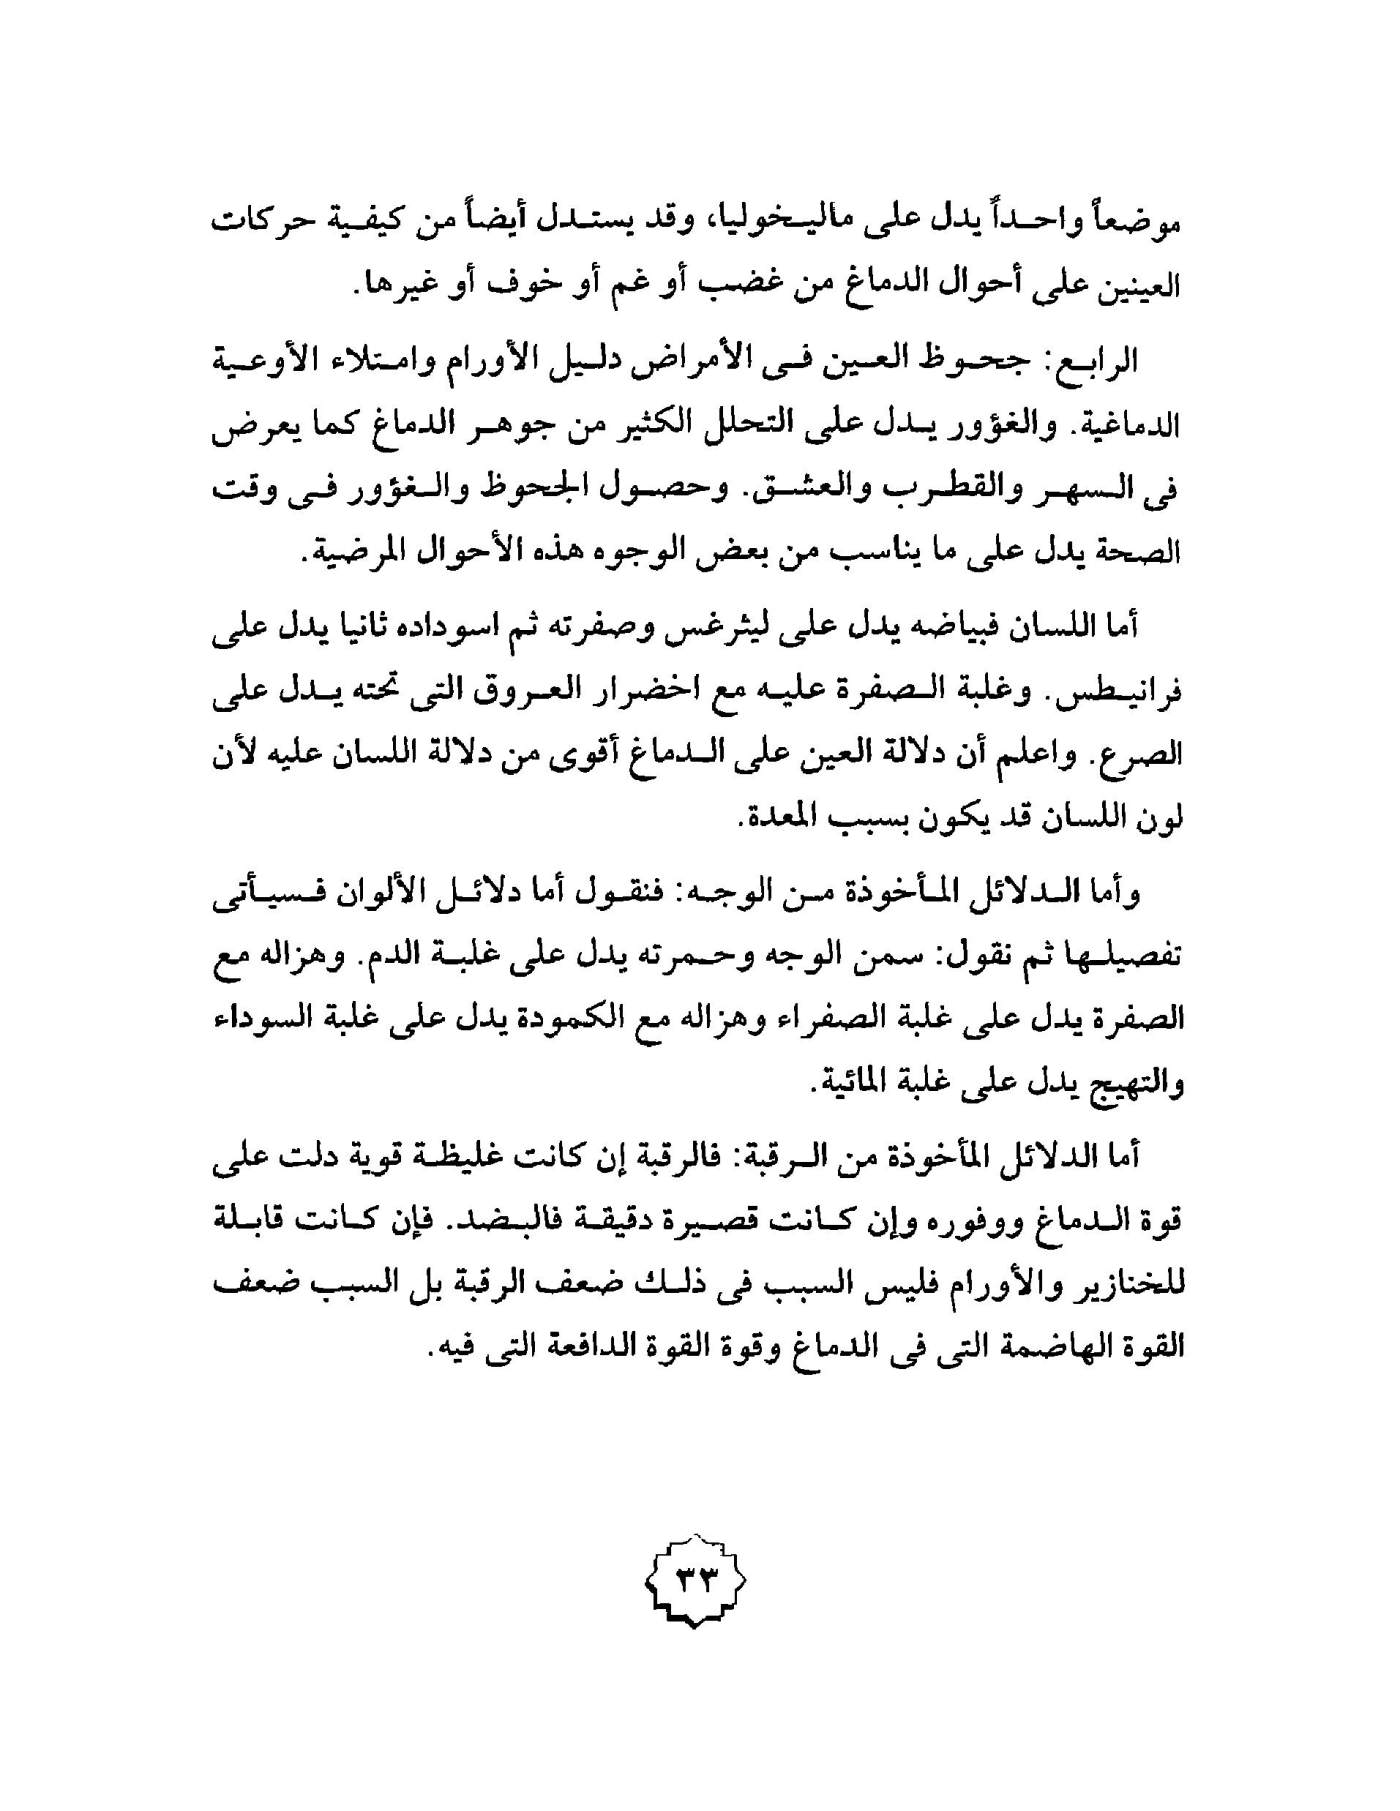 موضعاً واحداً يدل على ماليخوليا، وقد يستدل أيضاً من كيفية حركات
العينين على أحوال الدماغ من غضب أو غم أو خوف أو غيرها.
الرابع: جحوظ العين فى الأمراض دليل الأورام وامتلاء الأوعية
الدماغية. والغؤور يدل على التحلل الكثير من جوهر الدماغ كما يعرض
فى السهر والقطرب والعشق. وحصول الجحوظ والغؤور فى وقت
الصحة يدل على ما يناسب من بعض الوجوه هذه الأحوال المرضية.
أما اللسان فبياضه يدل على ليثرغس وصفرته ثم اسوداده ثانيا يدل على
فرانيطس. وغلبة الصفرة عليه مع اخضرار العروق التى تحته يدل على
الصرع. واعلم أن دلالة العين على الدماغ أقوى من دلالة اللسان عليه لأن
لون اللسان قد يكون بسبب المعدة.
وأما الدلائل المأخوذة من الوجه: فنقول أما دلائل الألوان فسيأتى
تفصيلها ثم نقول: سمن الوجه وحمرته يدل على غلبة الدم. وهزاله مع
الصفرة يدل على غلبة الصفراء وهزاله مع الكمودة يدل على غلبة السوداء
والتهيج يدل على غلبة المائية.
أما الدلائل المأخوذة من الرقبة: فالرقبة إن كانت غليظة قوية دلت على
قوة الدماغ ووفوره وإن كانت قصيرة دقيقة فالبضد. فإن كانت قابلة
للخنازير والأورام فليس السبب فى ذلك ضعف الرقبة بل السبب ضعف
القوة الهاضمة التى فى الدماغ وقوة القوة الدافعة التى فيه.
٣٣